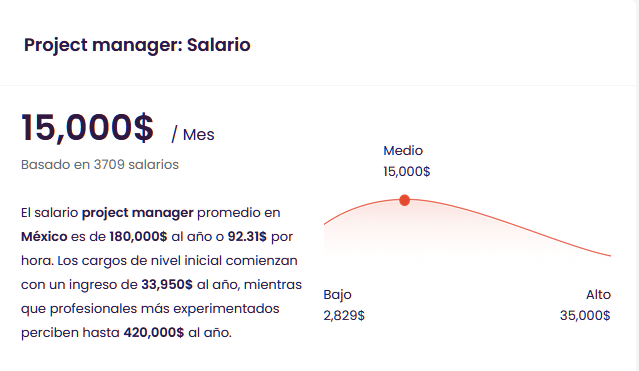 Project manager: Salario
15,000$ / Mes
Basado en 3709 salarios
El salario project manager promedio en
México es de 180,000$ al año o 92.31$ por
hora. Los cargos de nivel inicial comienzan
con un ingreso de 33,950$ al año, mientras
que profesionales más experimentados
perciben hasta 420,000$ al año.
Medio
15,000$
Bajo
2,829$
Alto
35,000$